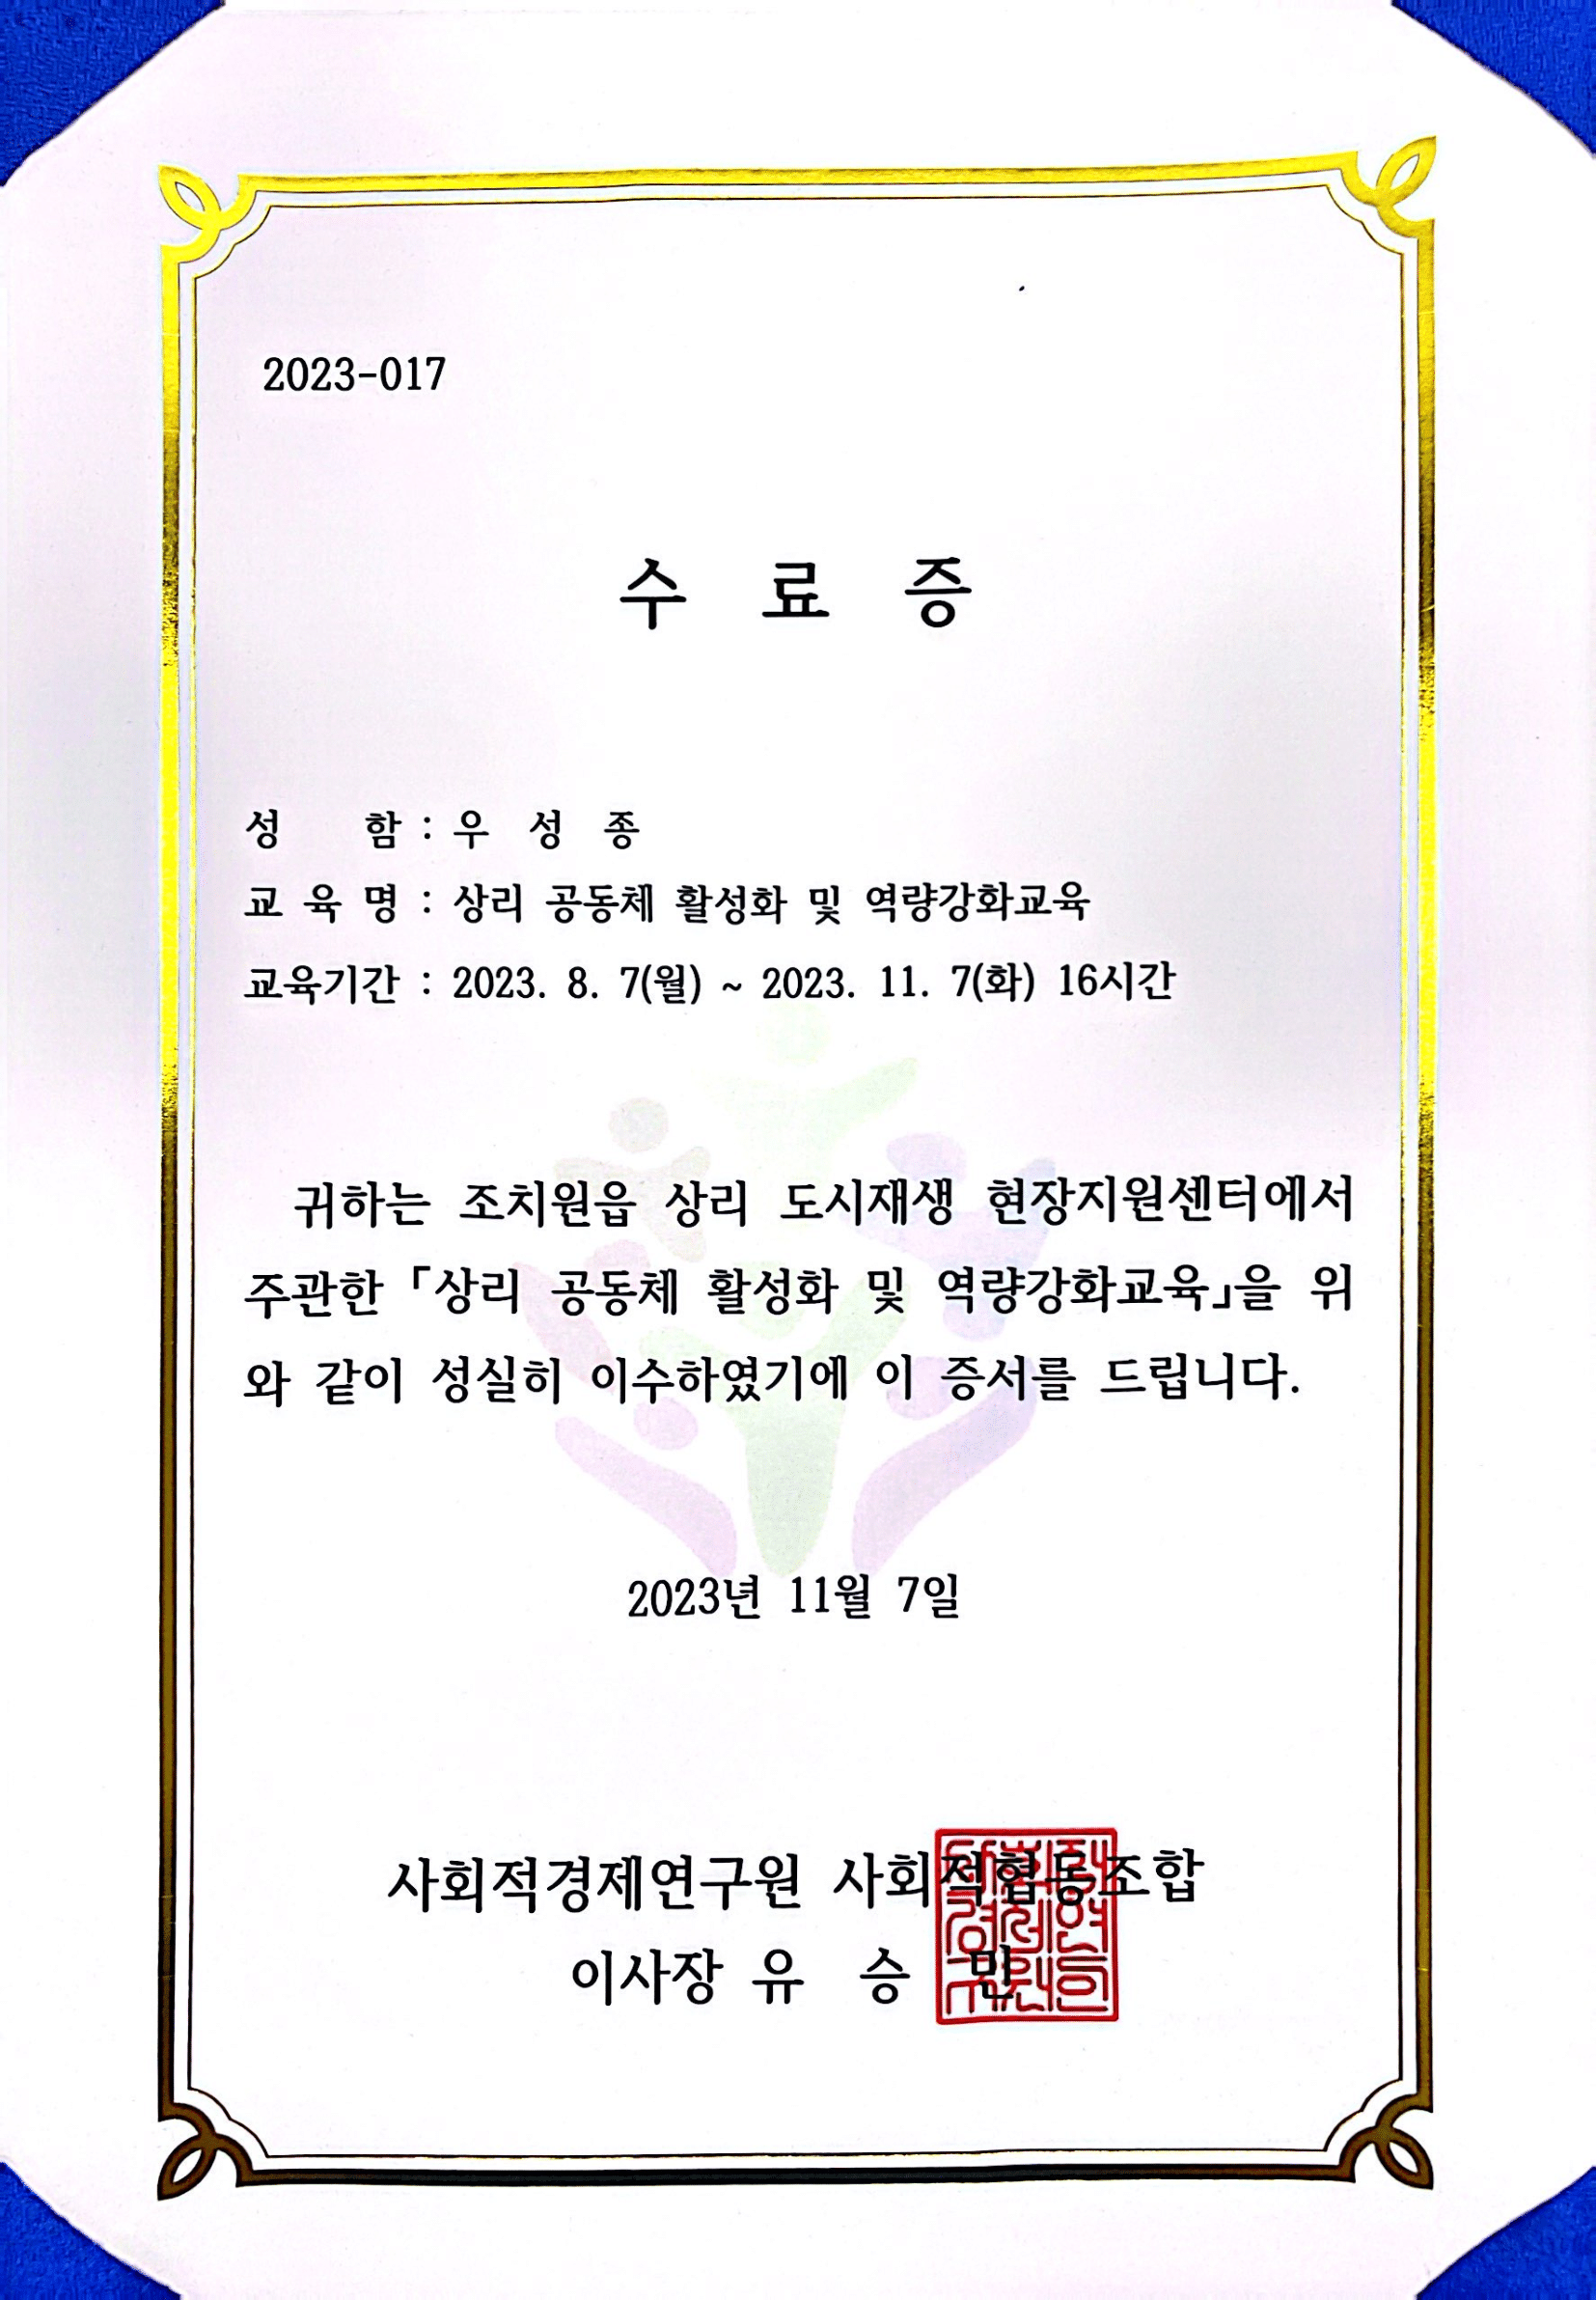 2023-017
수 료 증
성 함 : 우 성 종
교 육 명 : 상리 공동체 활성화 및 역량강화교육
교육기간 : 2023. 8. 7(월) ~ 2023. 11. 7(화) 16시간
귀하는 조치원읍 상리 도시재생 현장지원센터에서
주관한 「상리 공동체 활성화 및 역량강화교육」을 위
와 같이 성실히 이수하였기에 이 증서를 드립니다.
2023년 11월 7일
사회적경제연구원 사회적협동조합
이사장 유 승 민